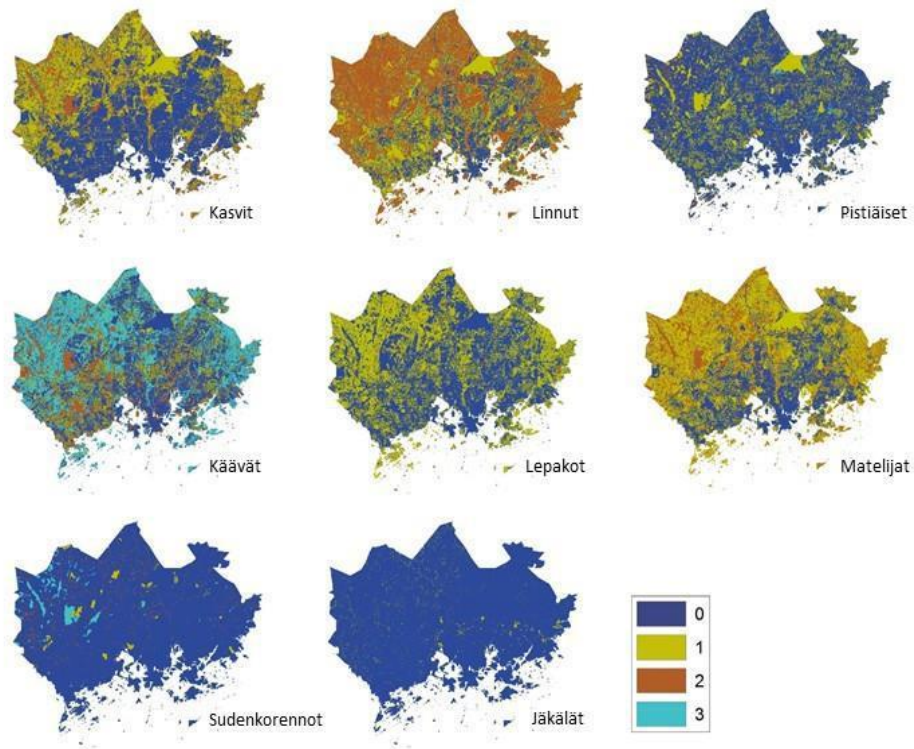 Kasvit
Linnut
Pistiäiset
Käävät
Lepakot
Matelijat
Sudenkorennot
Jäkälät
0
1
2
3